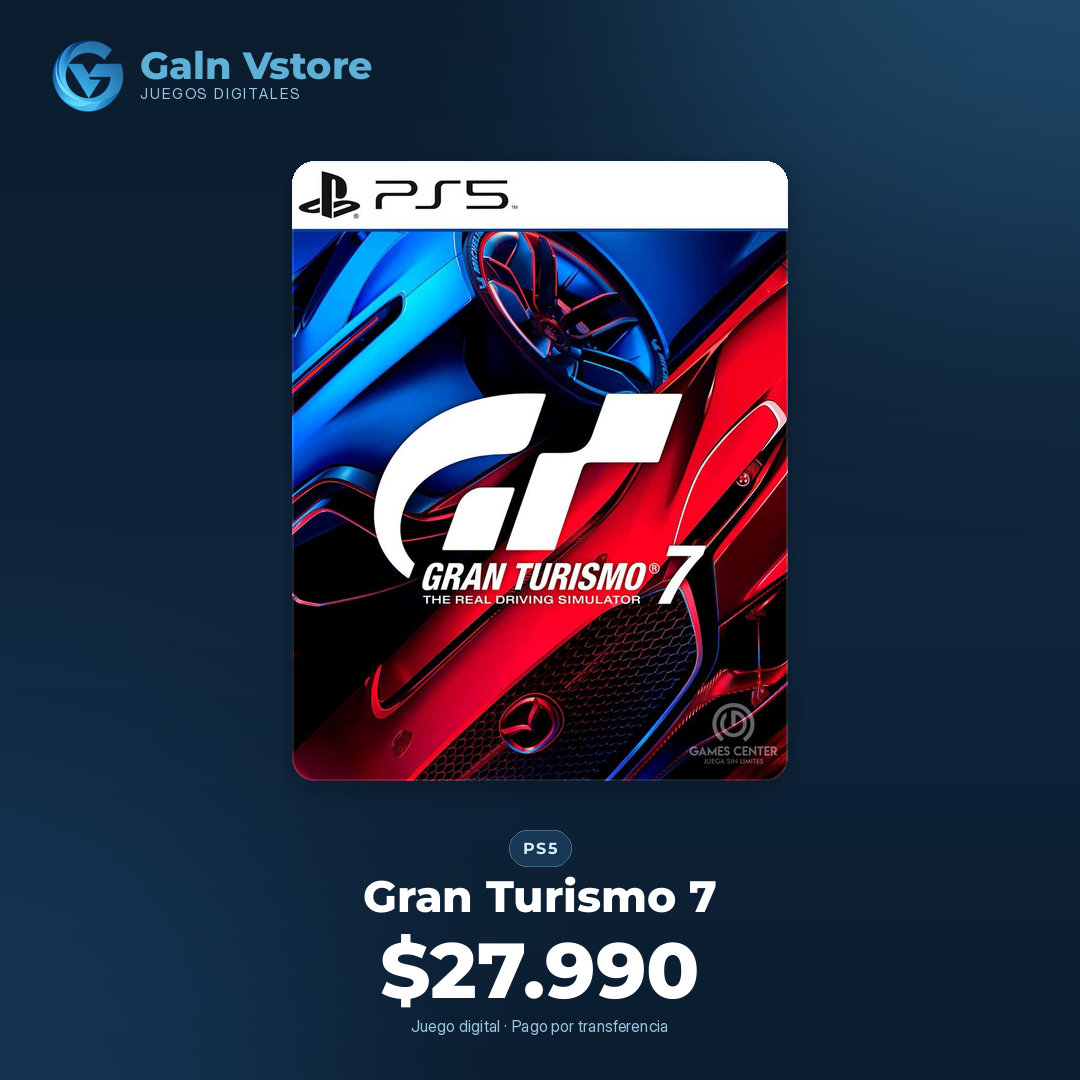 Galn Vstore
JUEGOS DIGITALES
PS5™
GRAN TURISMO® 7
THE REAL DRIVING SIMULATOR
GAMES CENTER
JUEGA SIN LIMITES
PS5
Gran Turismo 7
$27.990
Juego digital · Pago por transferencia